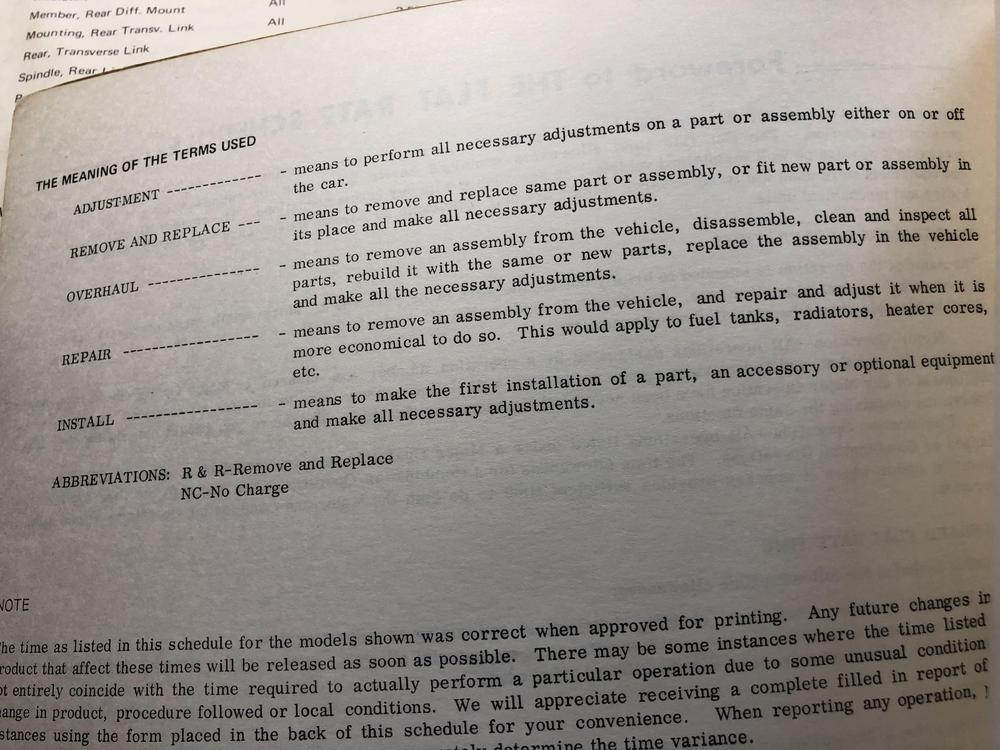 Member, Rear Diff. Mount All
Mounting, Rear Transv. Link All
Rear, Transverse Link
Spindle, Rear
THE MEANING OF THE TERMS USED
ADJUSTMENT ------------- - means to perform all necessary adjustments on a part or assembly either on or off
the car.
REMOVE AND REPLACE --- - means to remove and replace same part or assembly, or fit new part or assembly in
its place and make all necessary adjustments.
OVERHAUL --------------- - means to remove an assembly from the vehicle, disassemble, clean and inspect all
parts, rebuild it with the same or new parts, replace the assembly in the vehicle
and make all the necessary adjustments.
REPAIR ------------------ - means to remove an assembly from the vehicle, and repair and adjust it when it is
more economical to do so. This would apply to fuel tanks, radiators, heater cores,
etc.
INSTALL ----------------- - means to make the first installation of a part, an accessory or optional equipment
and make all necessary adjustments.
ABBREVIATIONS: R & R-Remove and Replace
NC-No Charge
NOTE
The time as listed in this schedule for the models shown was correct when approved for printing. Any future changes in
product that affect these times will be released as soon as possible. There may be some instances where the time listed
entirely coincide with the time required to actually perform a particular operation due to some unusual condition
in product, procedure followed or local conditions. We will appreciate receiving a complete filled in report of
using the form placed in the back of this schedule for your convenience. When reporting any operation,
determine the time variance.